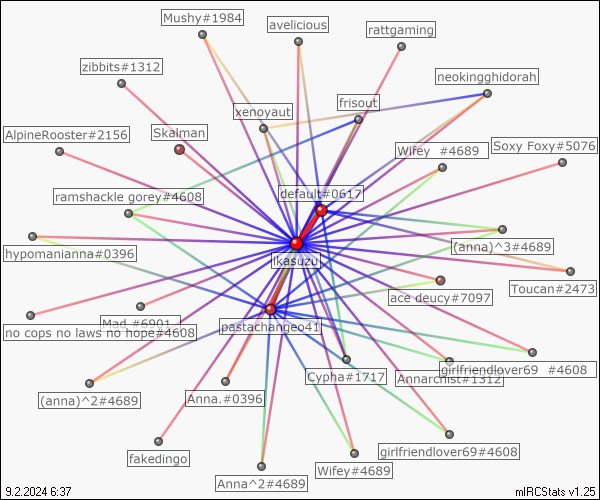 Mushy#1984
avelicious
rattgaming
zibbits#1312
neokingghidorah
xenoyaut
frisout
AlpineRooster#2156
Skalman
Wifey #4689
Soxy Foxy#5076
ramshackle gorey#4608
default#0617
hypomanianna#0396
ikasuzu
(anna)^3#4689
Toucan#2473
ace deucy#7097
Mad_#6901
no cops no laws no hope#4608
pastachangeo41
girlfriendlover69 #4608
Cypha#1717
Annarchist#1312
(anna)^2#4689
Anna.#0396
fakedingo
girlfriendlover69#4608
Wifey#4689
Anna^2#4689
9.2.2024 6:37
mIRCStats v1.25